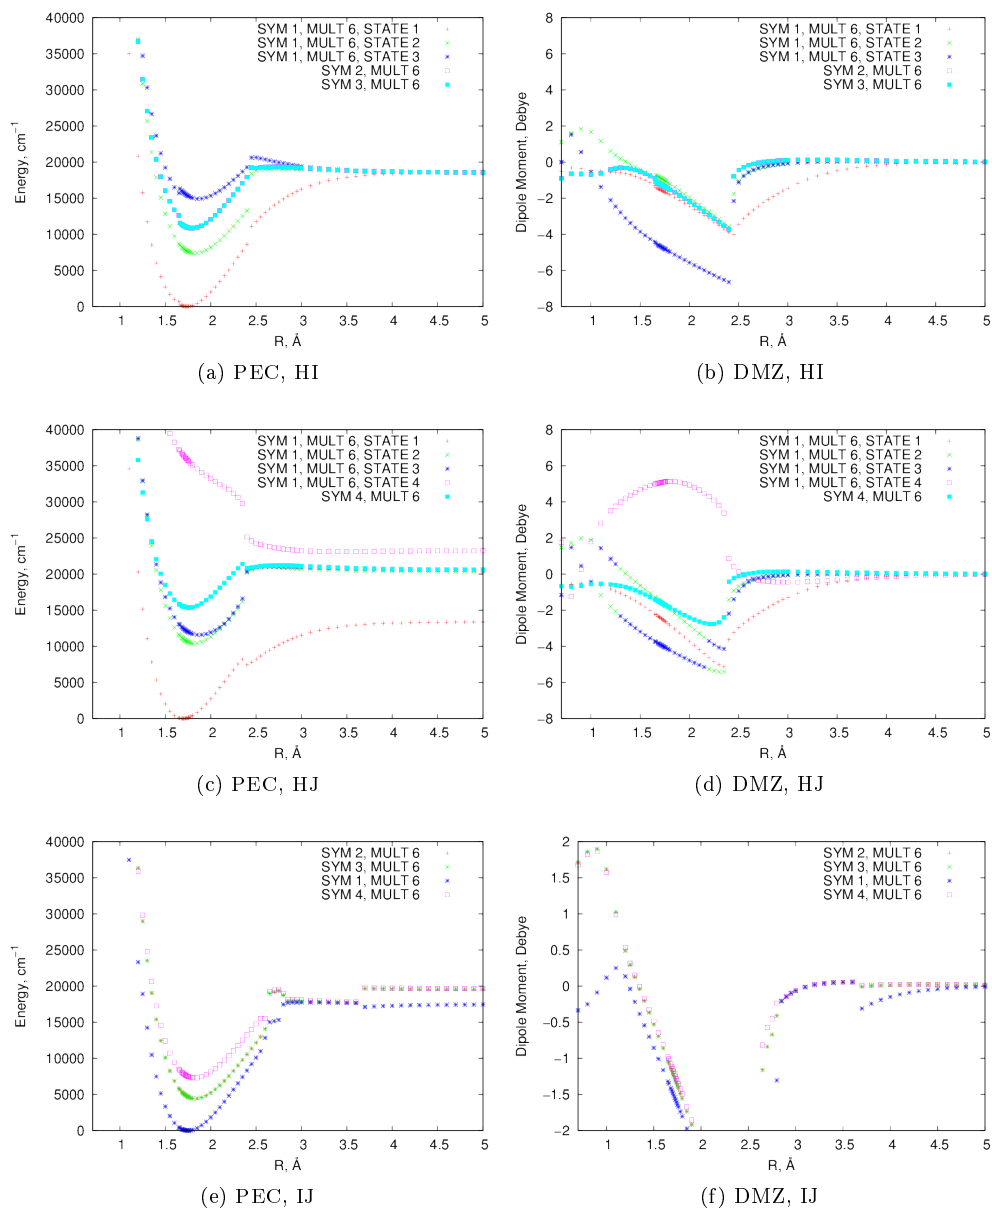 40000
35000
30000
25000
20000
15000
10000
5000
0
Energy, cm⁻¹
SYM 1, MULT 6, STATE 1
SYM 1, MULT 6, STATE 2
SYM 1, MULT 6, STATE 3
SYM 2, MULT 6
SYM 3, MULT 6
1 1.5 2 2.5 3 3.5 4 4.5 5
R, Å
(a) PEC, HI
8
6
4
2
0
−2
−4
−6
−8
Dipole Moment, Debye
SYM 1, MULT 6, STATE 1
SYM 1, MULT 6, STATE 2
SYM 1, MULT 6, STATE 3
SYM 2, MULT 6
SYM 3, MULT 6
1 1.5 2 2.5 3 3.5 4 4.5 5
R, Å
(b) DMZ, HI
40000
35000
30000
25000
20000
15000
10000
5000
0
Energy, cm⁻¹
SYM 1, MULT 6, STATE 1
SYM 1, MULT 6, STATE 2
SYM 1, MULT 6, STATE 3
SYM 1, MULT 6, STATE 4
SYM 4, MULT 6
1 1.5 2 2.5 3 3.5 4 4.5 5
R, Å
(c) PEC, HJ
8
6
4
2
0
−2
−4
−6
−8
Dipole Moment, Debye
SYM 1, MULT 6, STATE 1
SYM 1, MULT 6, STATE 2
SYM 1, MULT 6, STATE 3
SYM 1, MULT 6, STATE 4
SYM 4, MULT 6
1 1.5 2 2.5 3 3.5 4 4.5 5
R, Å
(d) DMZ, HJ
40000
35000
30000
25000
20000
15000
10000
5000
0
Energy, cm⁻¹
SYM 2, MULT 6
SYM 3, MULT 6
SYM 1, MULT 6
SYM 4, MULT 6
1 1.5 2 2.5 3 3.5 4 4.5 5
R, Å
(e) PEC, IJ
2
1.5
1
0.5
0
−0.5
−1
−1.5
−2
Dipole Moment, Debye
SYM 2, MULT 6
SYM 3, MULT 6
SYM 1, MULT 6
SYM 4, MULT 6
1 1.5 2 2.5 3 3.5 4 4.5 5
R, Å
(f) DMZ, IJ